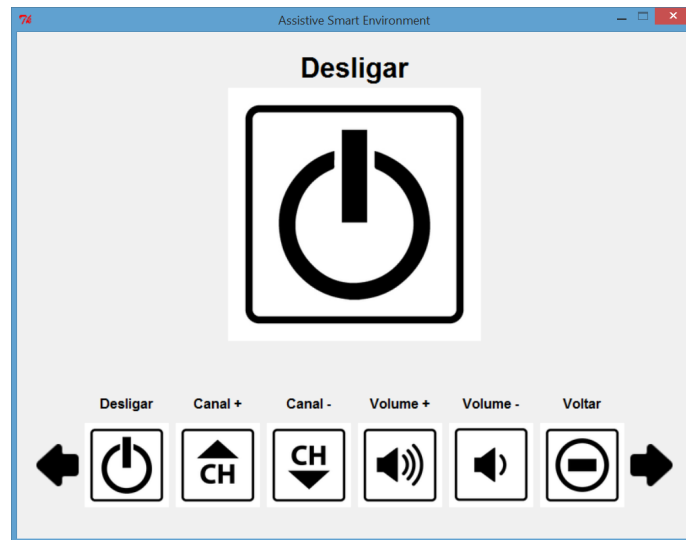 Assistive Smart Environment
Desligar
Desligar Canal + Canal - Volume + Volume - Voltar
CH CH